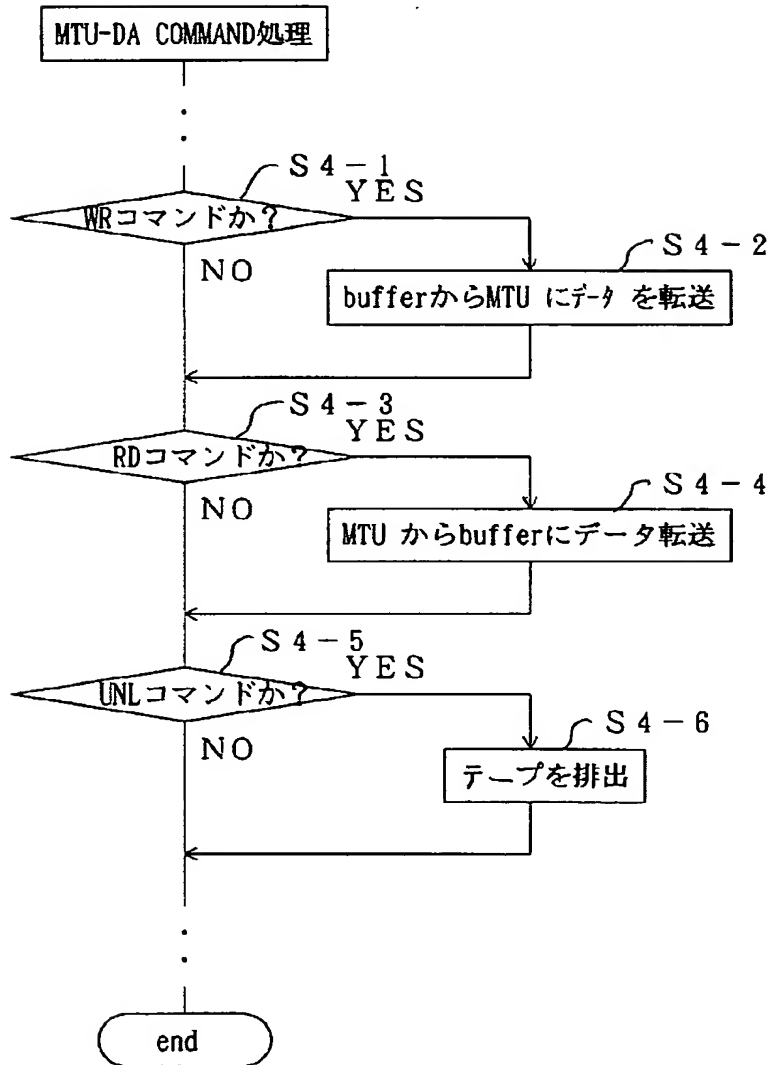 MTU-DA COMMAND処理
S4-1
YES
WRコマンドか?
NO
S4-2
bufferからMTU にデータ を転送
S4-3
YES
RDコマンドか?
NO
S4-4
MTU からbufferにデータ転送
S4-5
YES
UNLコマンドか?
NO
S4-6
テープを排出
end